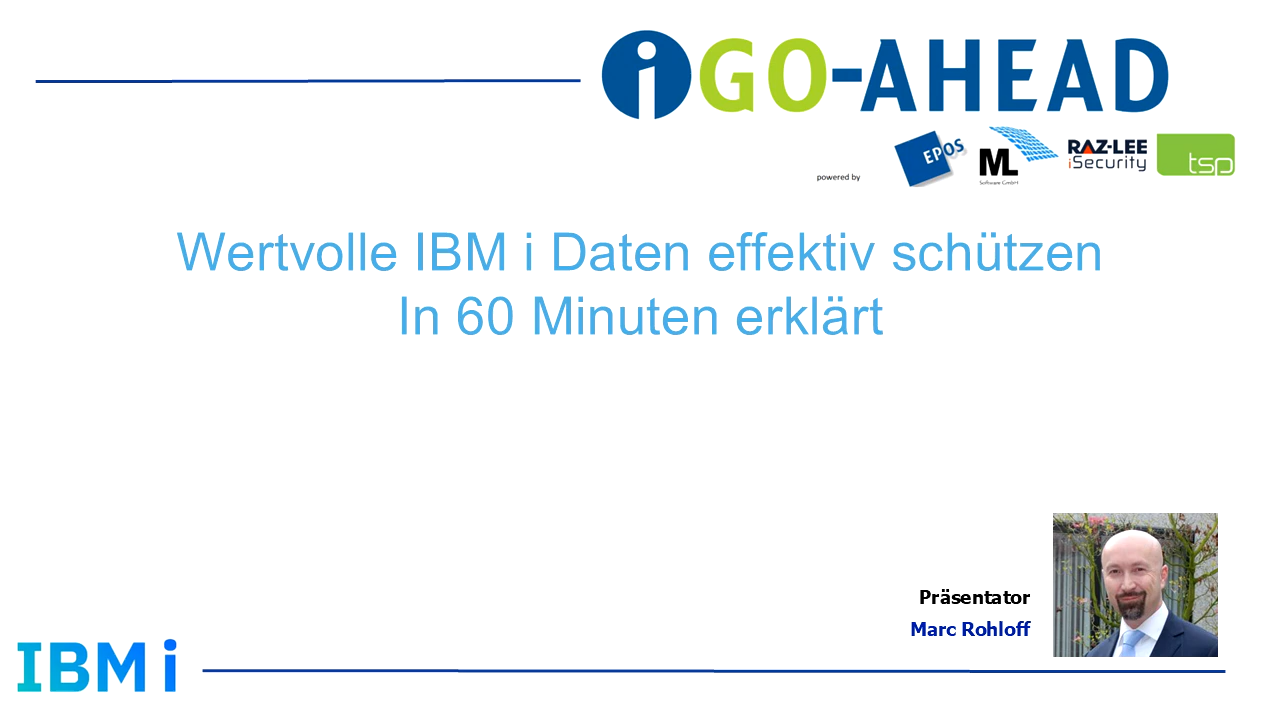 iGO-AHEAD
powered by
EPOS
ML
Software GmbH
RAZ-LEE
iSecurity
tsp
Wertvolle IBM i Daten effektiv schützen
In 60 Minuten erklärt
Präsentator
Marc Rohloff
IBM i